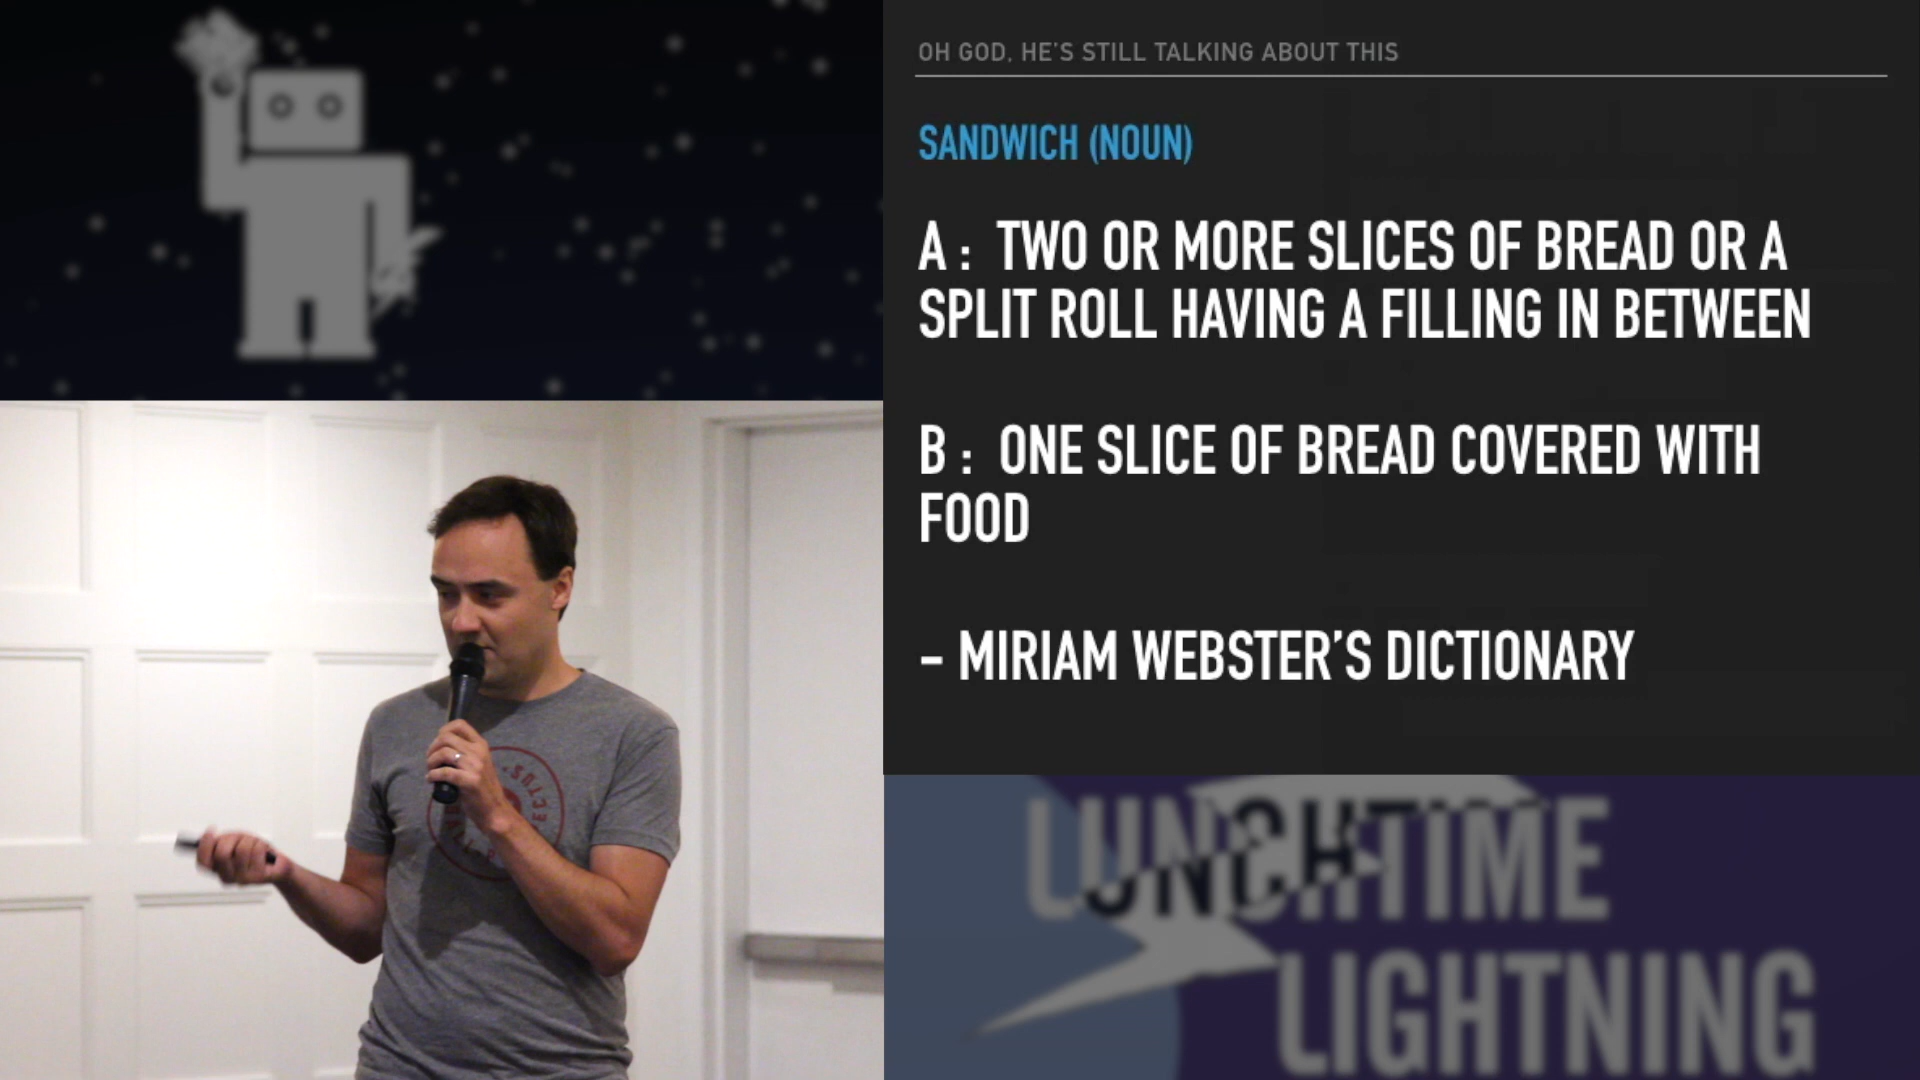 OH GOD, HE'S STILL TALKING ABOUT THIS
SANDWICH (NOUN)
A : TWO OR MORE SLICES OF BREAD OR A
SPLIT ROLL HAVING A FILLING IN BETWEEN
B : ONE SLICE OF BREAD COVERED WITH
FOOD
– MIRIAM WEBSTER'S DICTIONARY
LUNCHTIME
LIGHTNING